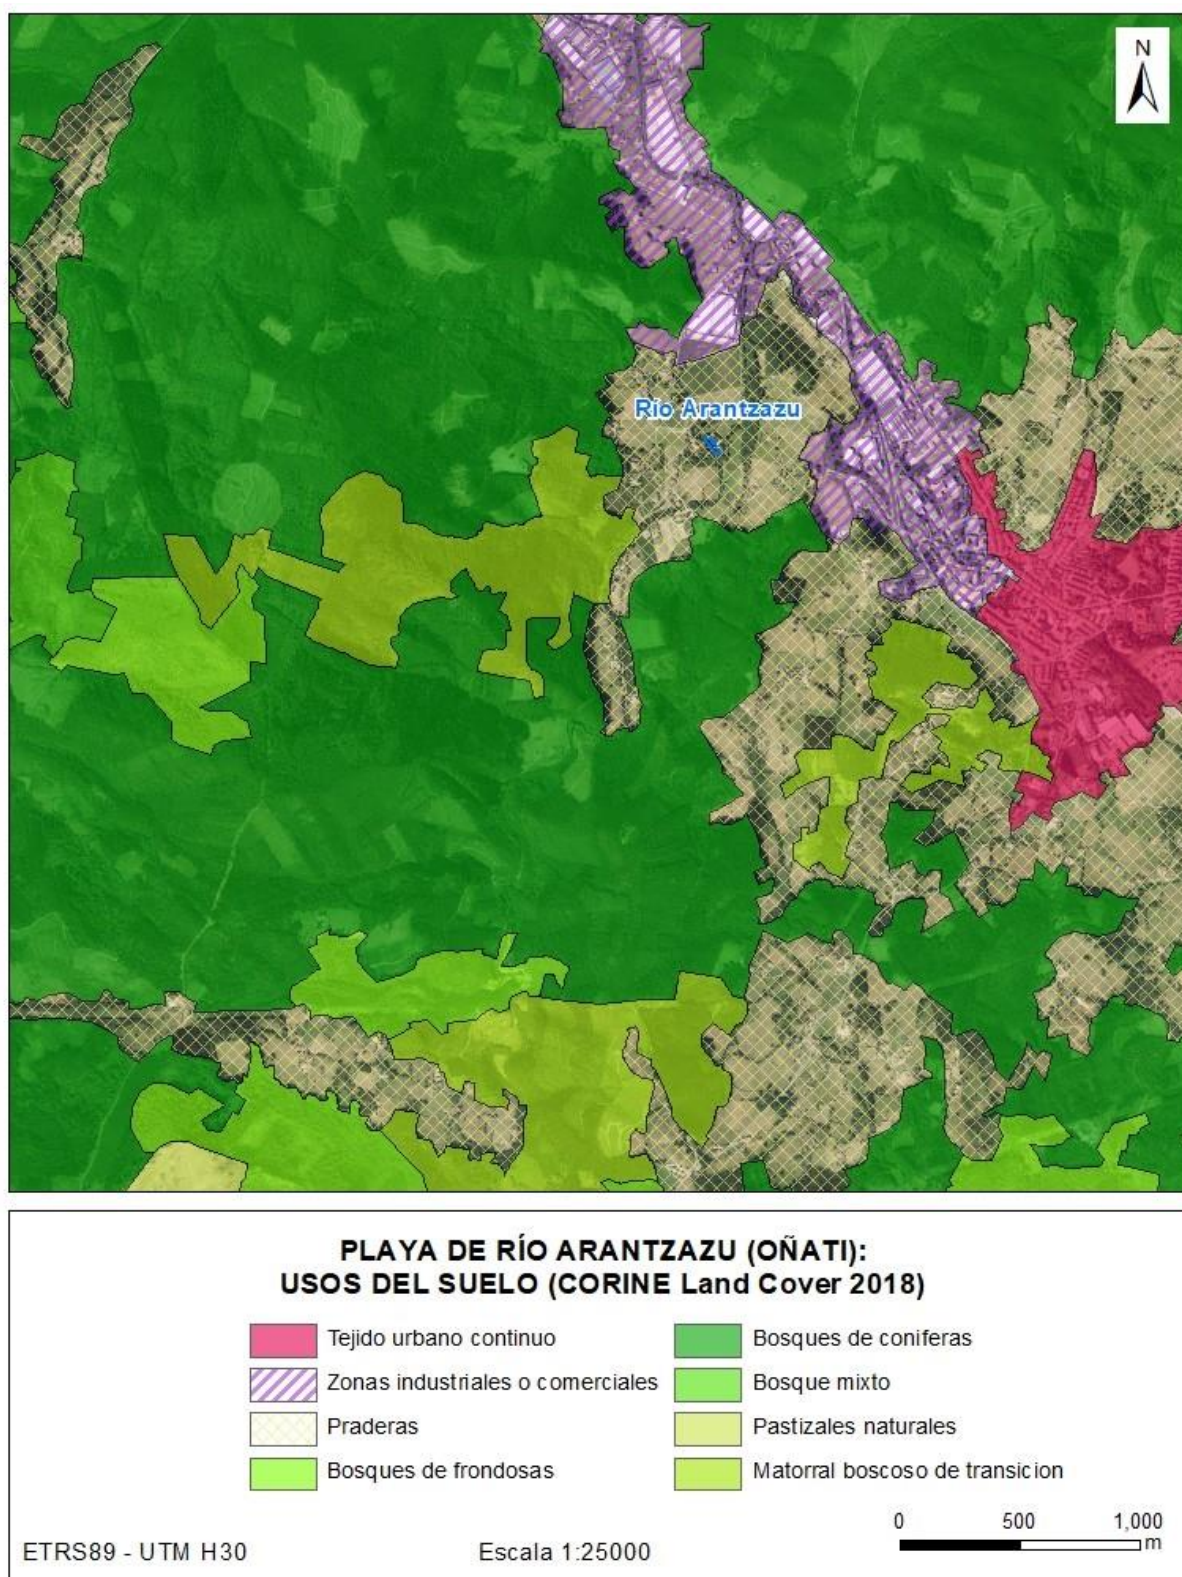 N
Río Arantzazu
PLAYA DE RÍO ARANTZAZU (OÑATI):
USOS DEL SUELO (CORINE Land Cover 2018)
Tejido urbano continuo
Zonas industriales o comerciales
Praderas
Bosques de frondosas
Bosques de coniferas
Bosque mixto
Pastizales naturales
Matorral boscoso de transicion
0 500 1,000
m
ETRS89 - UTM H30
Escala 1:25000